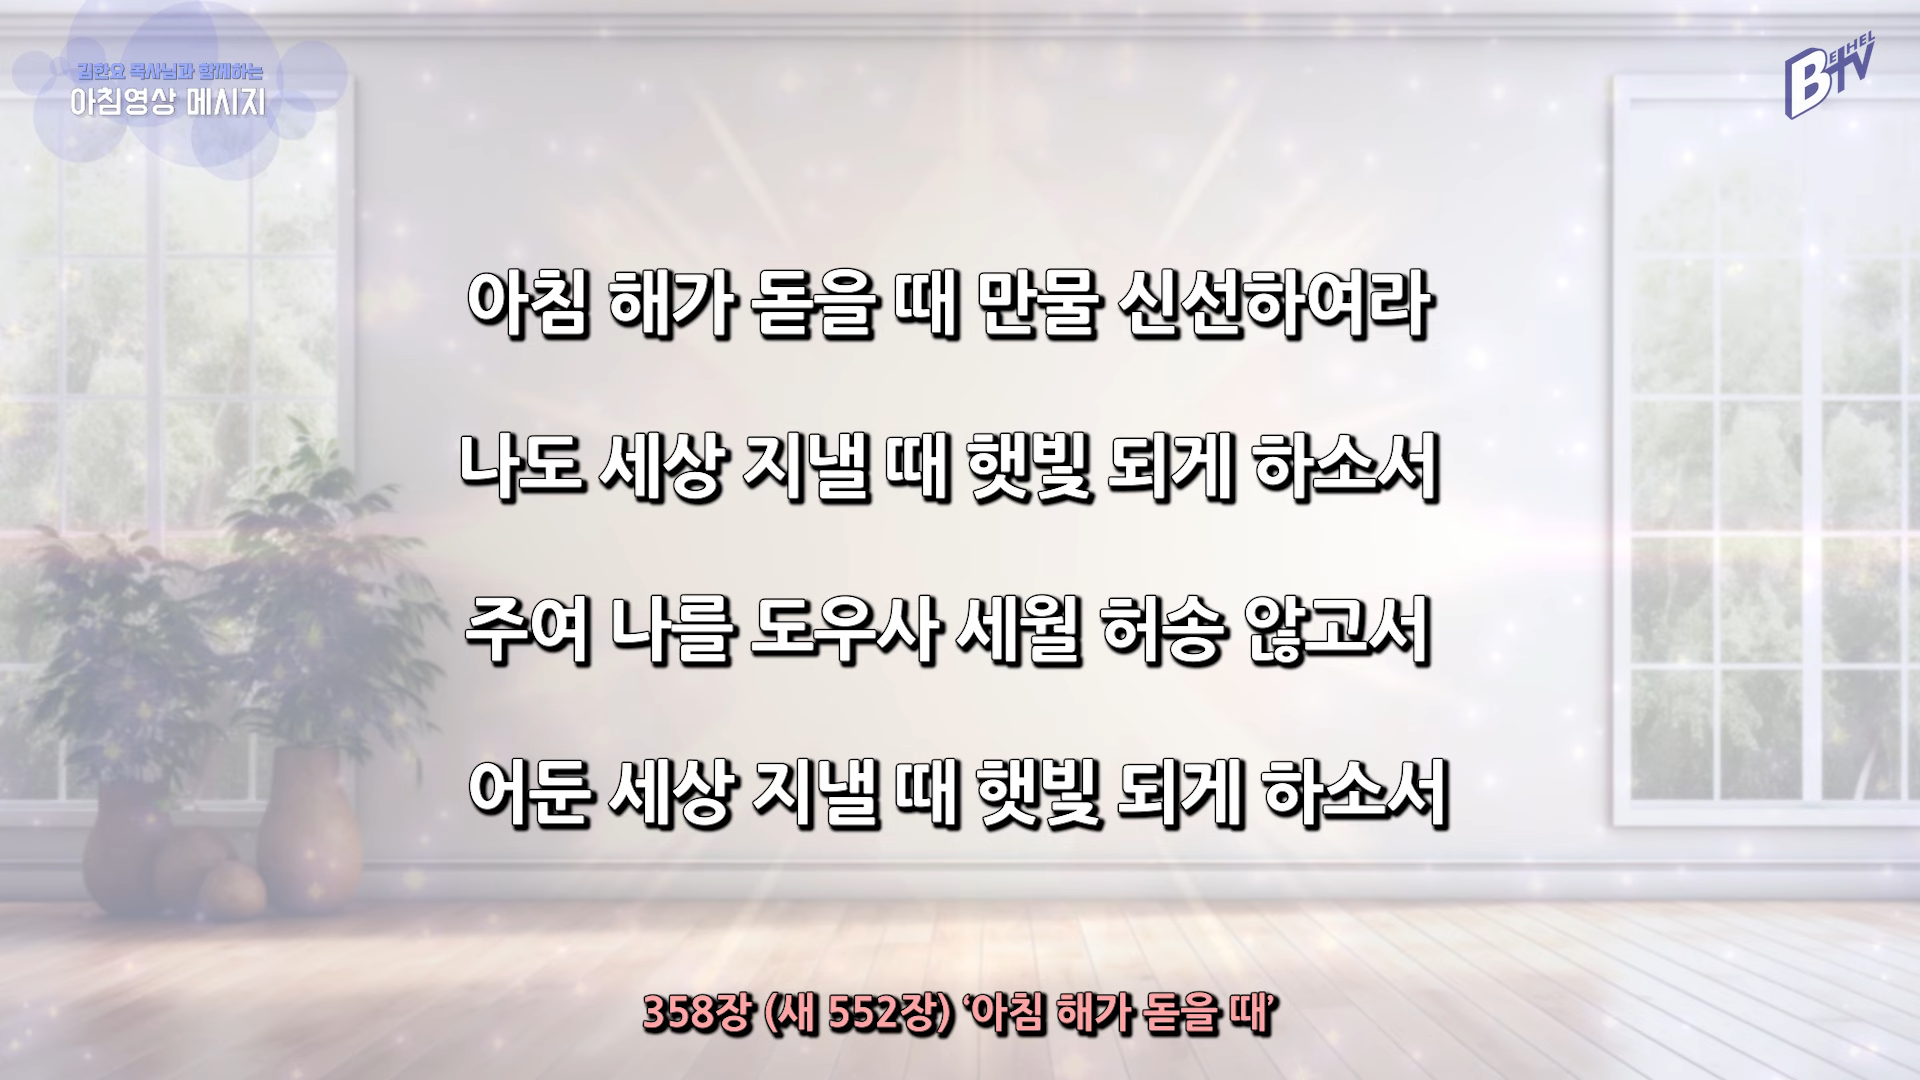 김한요 목사님과 함께하는
아침영상 메시지
BETHEL TV
아침 해가 돋을 때 만물 신선하여라
나도 세상 지낼 때 햇빛 되게 하소서
주여 나를 도우사 세월 허송 않고서
어둔 세상 지낼 때 햇빛 되게 하소서
358장 (새 552장) ‘아침 해가 돋을 때’